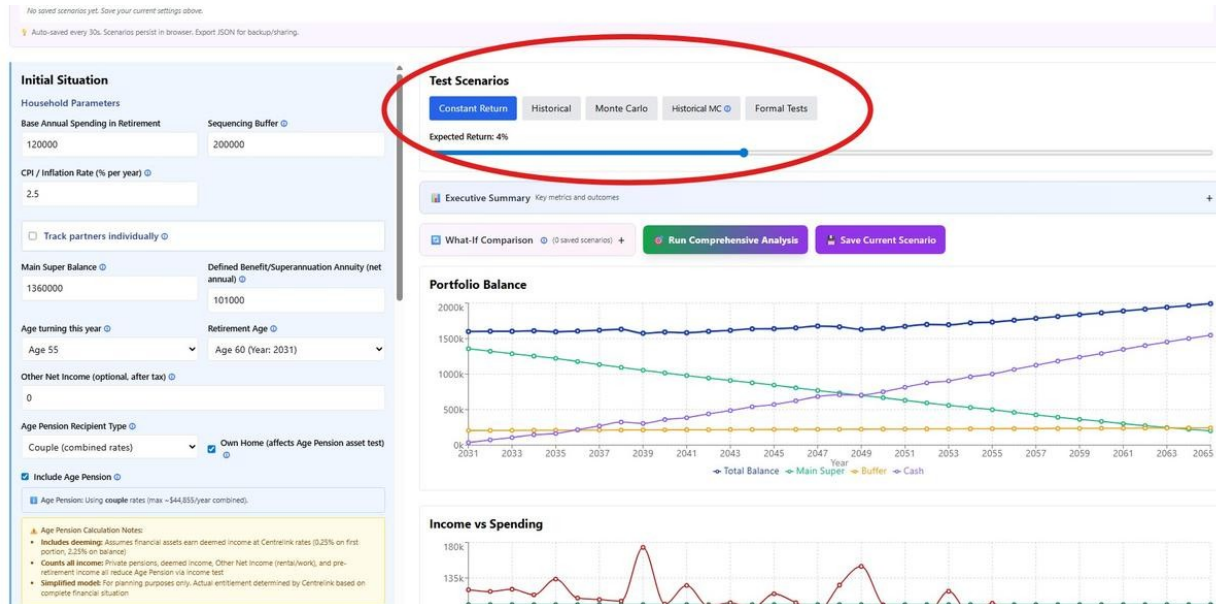 No saved scenarios yet. Save your current settings above.
Auto-saved every 30s. Scenarios persist in browser. Export JSON for backup/sharing.
Initial Situation
Household Parameters
Base Annual Spending in Retirement
Sequencing Buffer
120000
200000
CPI / Inflation Rate (% per year)
2.5
Track partners individually
Main Super Balance
Defined Benefit/Superannuation Annuity (net
annual)
1360000
101000
Age turning this year
Retirement Age
Age 55
Age 60 (Year: 2031)
Other Net Income (optional, after tax)
0
Age Pension Recipient Type
Couple (combined rates)
Own Home (affects Age Pension asset test)
Include Age Pension
Age Pension: Using couple rates (max ~$44,855/year combined).
Age Pension Calculation Notes:
• Includes deeming: Assumes financial assets earn deemed income at Centrelink rates (0.25% on first
portion, 2.25% on balance)
• Counts all income: Private pensions, deemed income, Other Net Income (rental/work), and pre-
retirement income all reduce Age Pension via income
test
• Simplified model: For planning purposes only. Actual entitlement determined by Centrelink based on
complete financial situation
Test Scenarios
Constant Return
Historical
Monte Carlo
Historical MC
Formal Tests
Expected Return: 4%
Executive Summary Key metrics and outcomes +
What-If Comparison (0 saved scenarios) +
Run Comprehensive Analysis
Save Current Scenario
Portfolio Balance
2000k
1500k
1000k
500k
0k
2031 2033 2035 2037 2039 2041 2043 2045 2047 2049 2051 2053 2055 2057 2059 2061 2063 2065
Year
Total Balance Main Super Buffer Cash
Income vs Spending
180k
135k